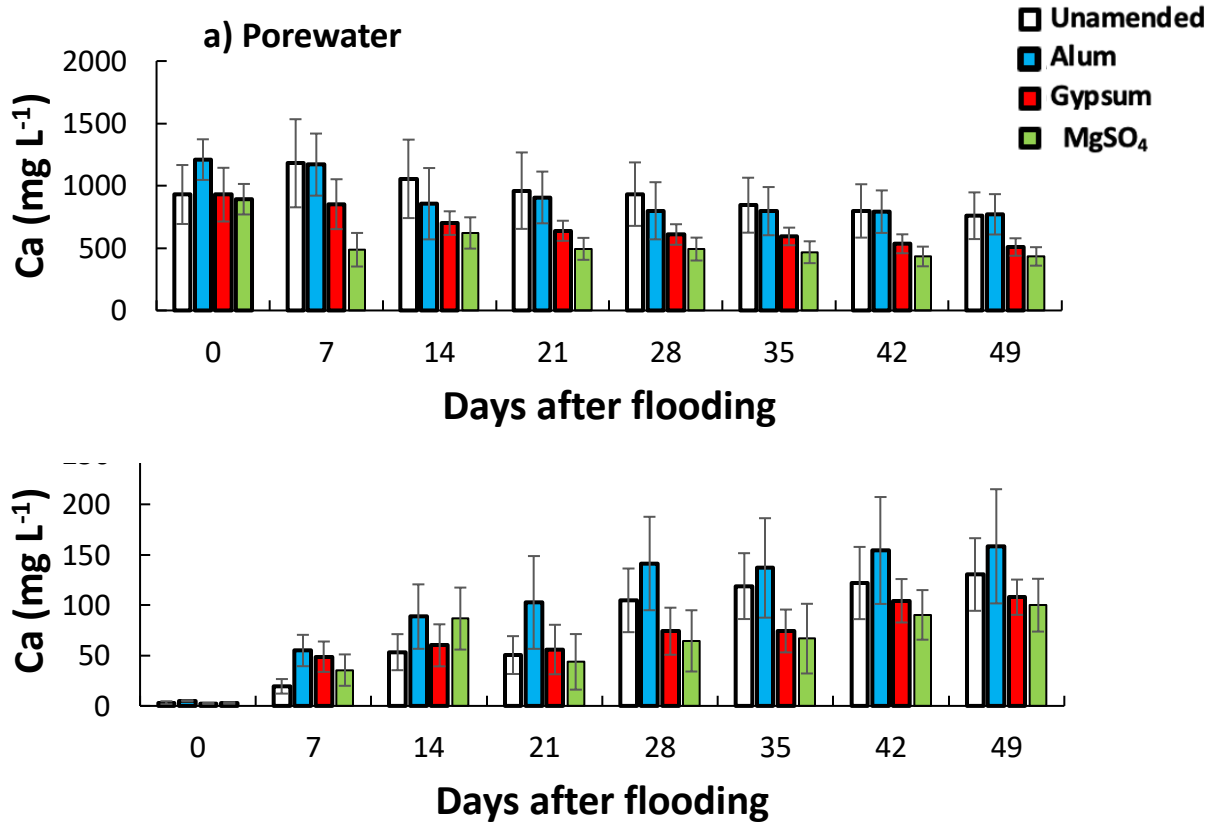 a) Porewater
Unamended
Alum
Gypsum
MgSO₄
Ca (mg L⁻¹)
2000
1500
1000
500
0
0 7 14 21 28 35 42 49
Days after flooding
Ca (mg L⁻¹)
200
150
100
50
0
0 7 14 21 28 35 42 49
Days after flooding